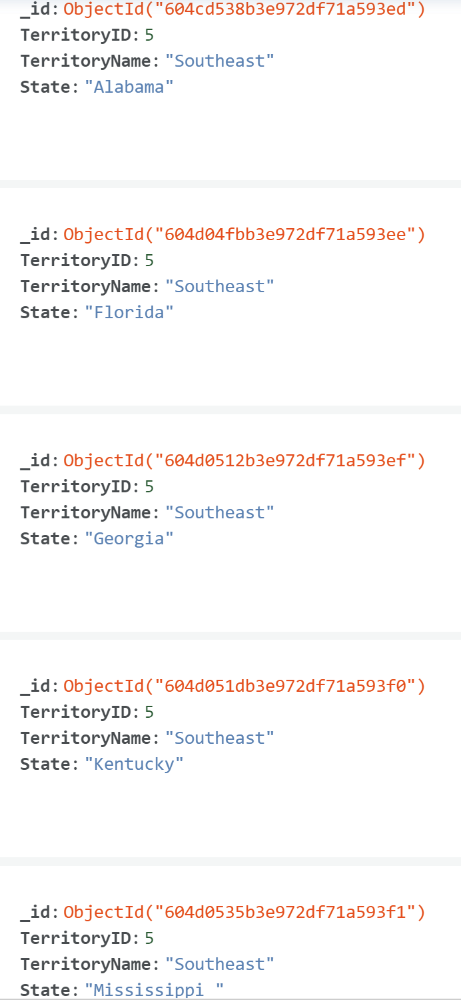 _id: ObjectId("604cd538b3e972df71a593ed")
TerritoryID: 5
TerritoryName: "Southeast"
State: "Alabama"
_id: ObjectId("604d04fbb3e972df71a593ee")
TerritoryID: 5
TerritoryName: "Southeast"
State: "Florida"
_id: ObjectId("604d0512b3e972df71a593ef")
TerritoryID: 5
TerritoryName: "Southeast"
State: "Georgia"
_id: ObjectId("604d051db3e972df71a593f0")
TerritoryID: 5
TerritoryName: "Southeast"
State: "Kentucky"
_id: ObjectId("604d0535b3e972df71a593f1")
TerritoryID: 5
TerritoryName: "Southeast"
State: "Mississippi "